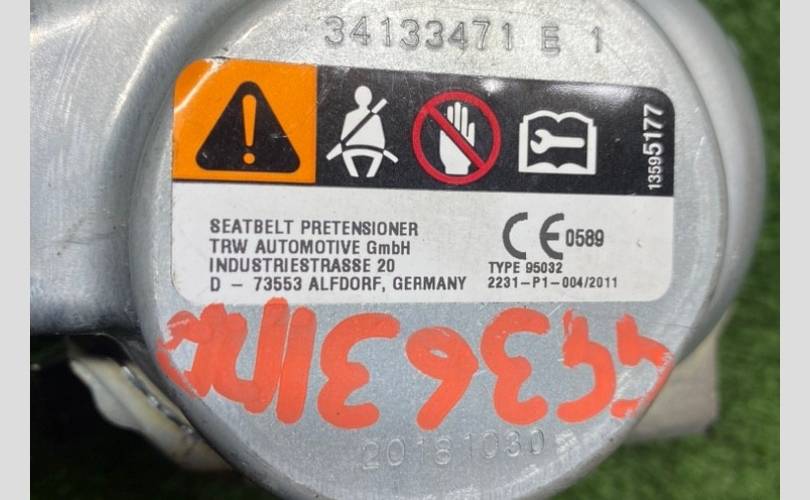 34133471 E 1
13595177
SEATBELT PRETENSIONER
TRW AUTOMOTIVE GmbH
INDUSTRIESTRASSE 20
D - 73553 ALFDORF, GERMANY
CE 0589
TYPE 95032
2231-P1-004/2011
20181030